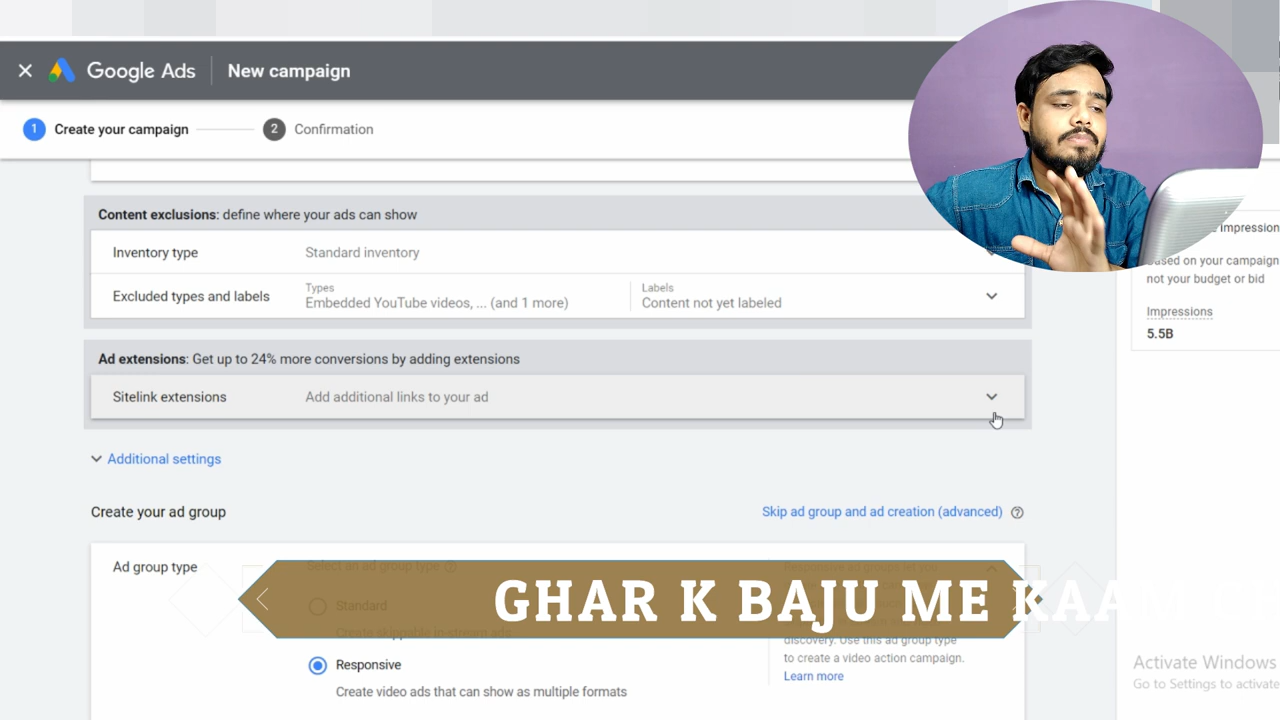 Google Ads
New campaign
1 Create your campaign
2 Confirmation
Content exclusions: define where your ads can show
Inventory type
Standard inventory
Excluded types and labels
Types
Embedded YouTube videos, ... (and 1 more)
Labels
Content not yet labeled
Ad extensions: Get up to 24% more conversions by adding extensions
Sitelink extensions
Add additional links to your ad
Additional settings
Create your ad group
Skip ad group and ad creation (advanced)
Ad group type
Select an ad group type
Standard
Create skippable in-stream ads
Responsive
Create video ads that can show as multiple formats
Responsive ad groups let you
discovery. Use this ad group type
to create a video action campaign.
Learn more
GHAR K BAJU ME KAAM
Impression
Based on your campaign
not your budget or bid
Impressions
5.5B
Activate Windows
Go to Settings to activate